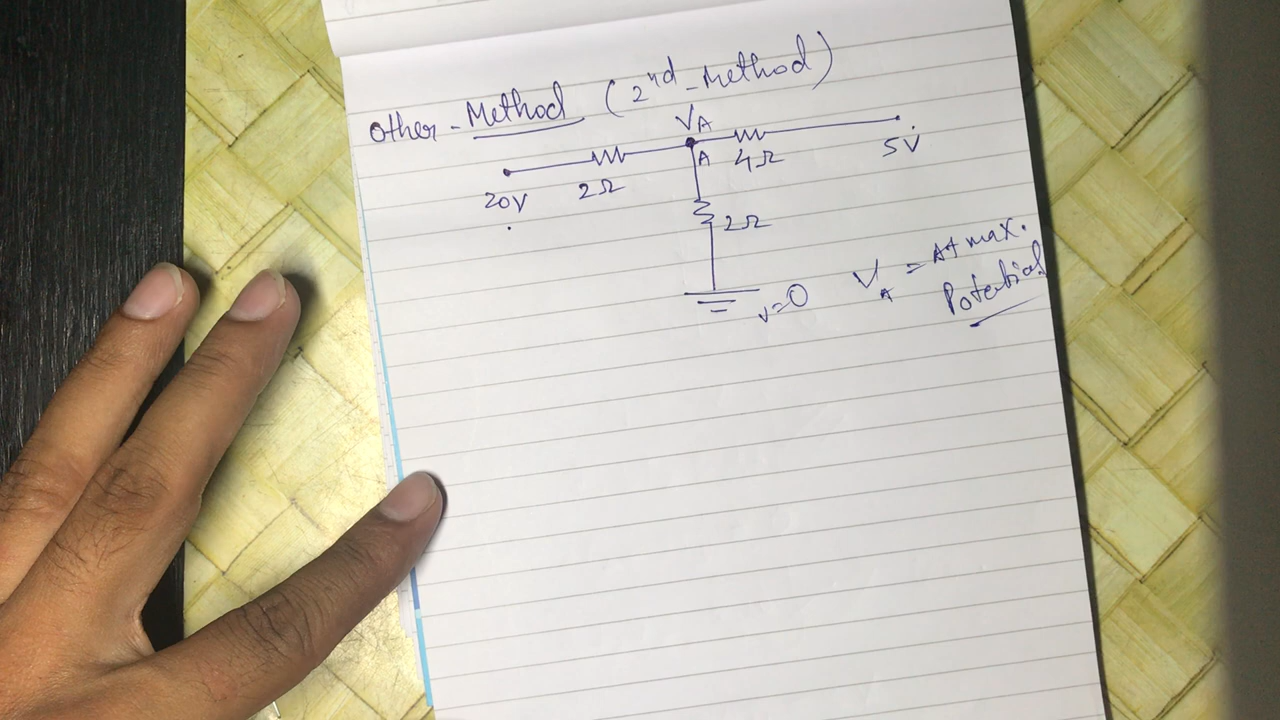 Other - Method (2nd - Method)
VA
A
20V
2Ω
4Ω
5V
2Ω
V=0
VA = At max.
Potential